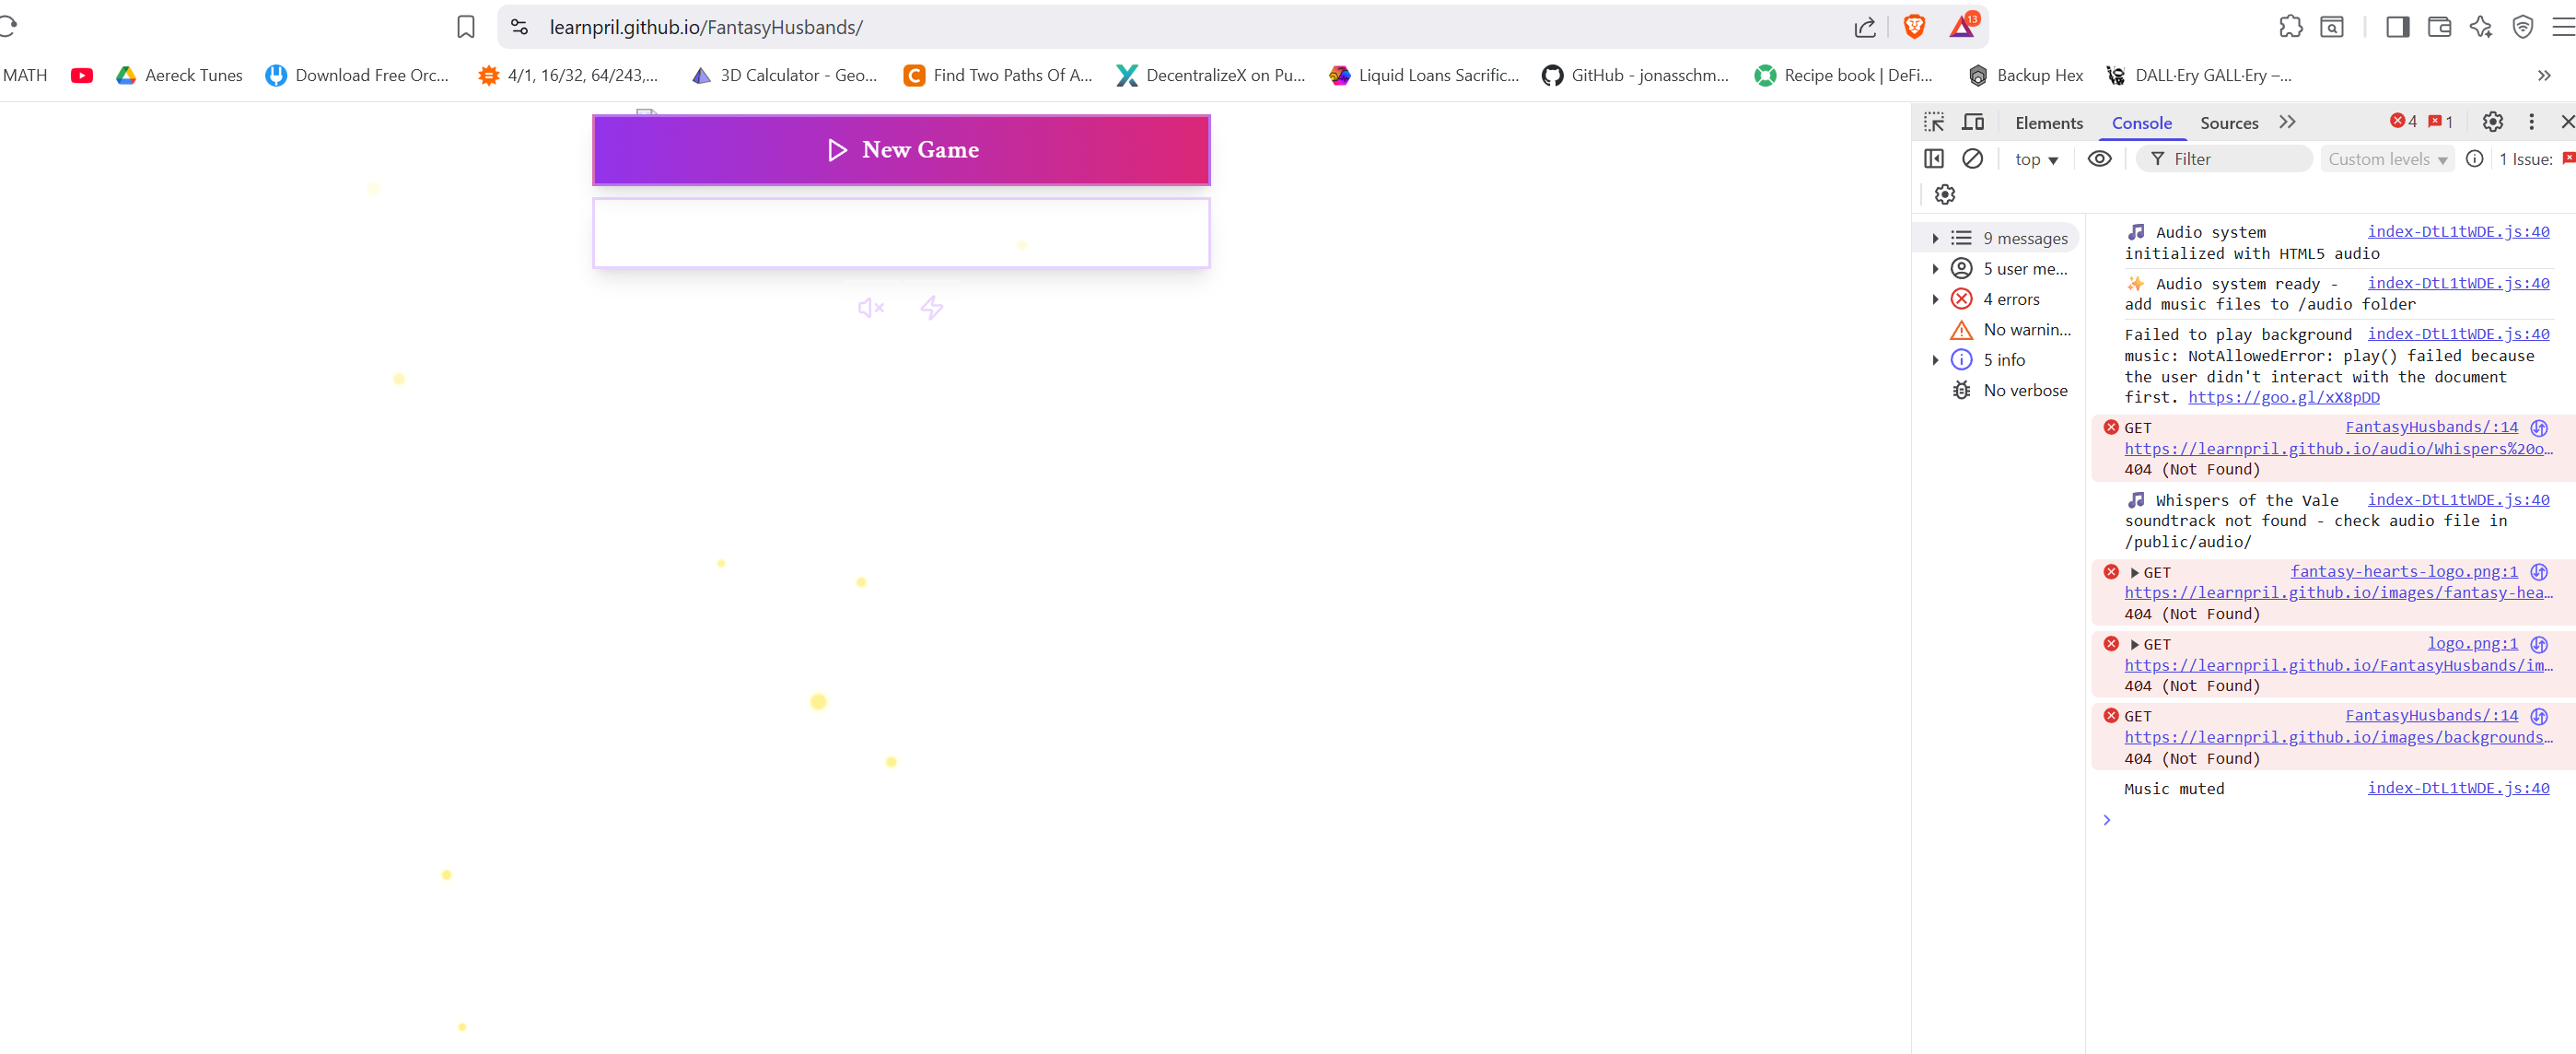 learnpril.github.io/FantasyHusbands/
13
MATH
Aereck Tunes
Download Free Orc...
4/1, 16/32, 64/243,...
3D Calculator - Geo...
Find Two Paths Of A...
DecentralizeX on Pu...
Liquid Loans Sacrific...
GitHub - jonasschm...
Recipe book | DeFi...
Backup Hex
DALL·Ery GALL·Ery –...
New Game
Elements
Console
Sources
4
1
top
Filter
Custom levels
1 Issue:
9 messages
5 user me...
4 errors
No warnin...
5 info
No verbose
Audio system index-DtL1tWDE.js:40
initialized with HTML5 audio
Audio system ready - index-DtL1tWDE.js:40
add music files to /audio folder
Failed to play background index-DtL1tWDE.js:40
music: NotAllowedError: play() failed because
the user didn't interact with the document
first. https://goo.gl/xX8pDD
GET FantasyHusbands/:14
https://learnpril.github.io/audio/Whispers%20o...
404 (Not Found)
Whispers of the Vale index-DtL1tWDE.js:40
soundtrack not found - check audio file in
/public/audio/
GET fantasy-hearts-logo.png:1
https://learnpril.github.io/images/fantasy-hea...
404 (Not Found)
GET logo.png:1
https://learnpril.github.io/FantasyHusbands/im...
404 (Not Found)
GET FantasyHusbands/:14
https://learnpril.github.io/images/backgrounds...
404 (Not Found)
Music muted index-DtL1tWDE.js:40